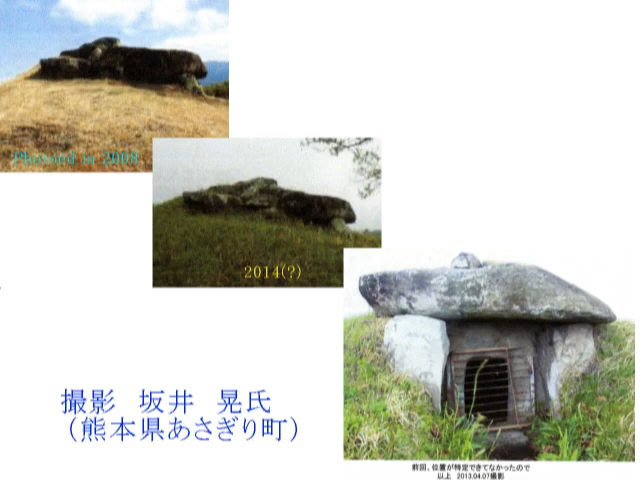 Photoed in 2008
2014(?)
撮影 坂井 晃氏
（熊本県あさぎり町）
前回、位置が特定できてなかったので
以上 2013.04.07撮影